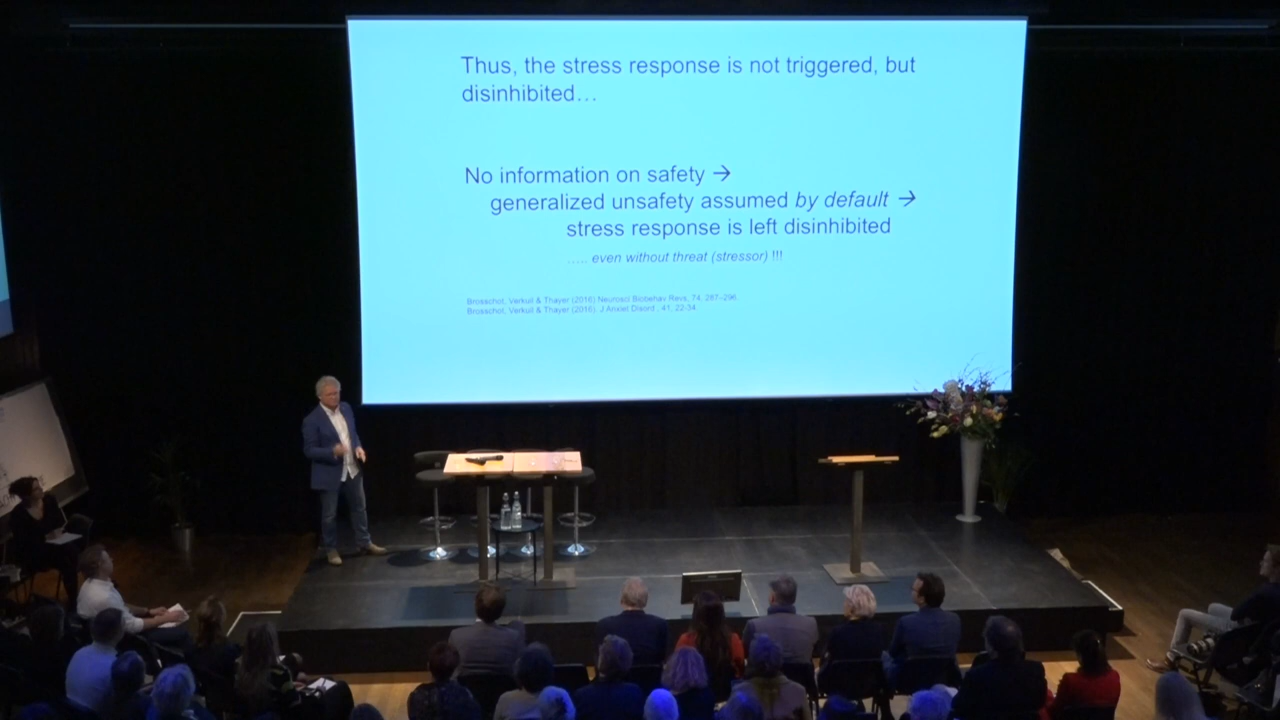 Thus, the stress response is not triggered, but
disinhibited…
No information on safety →
generalized unsafety assumed by default →
stress response is left disinhibited
….. even without threat (stressor) !!!
Brosschot, Verkuil & Thayer (2016) Neurosci Biobehav Revs, 74, 287–296.
Brosschot, Verkuil & Thayer (2016). J Anxiet Disord , 41, 22-34.